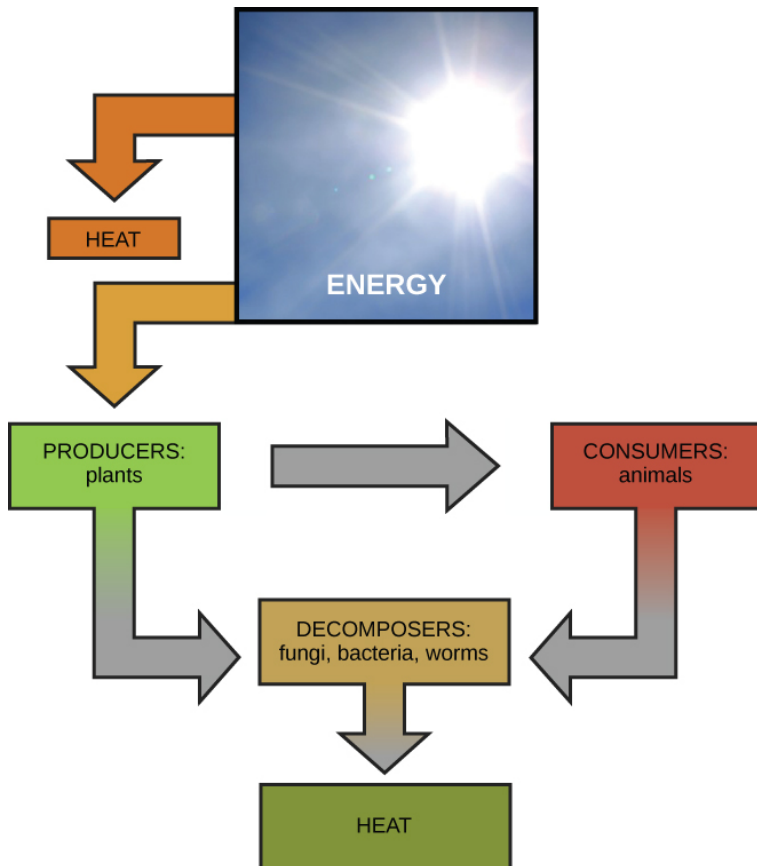 ENERGY
HEAT
PRODUCERS:
plants
CONSUMERS:
animals
DECOMPOSERS:
fungi, bacteria, worms
HEAT